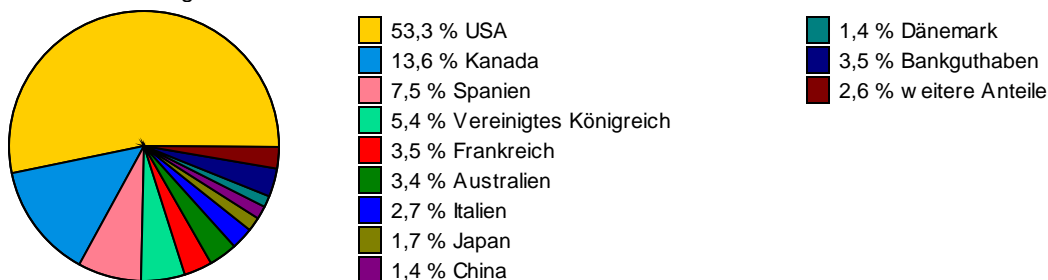 53,3 % USA
13,6 % Kanada
7,5 % Spanien
5,4 % Vereinigtes Königreich
3,5 % Frankreich
3,4 % Australien
2,7 % Italien
1,7 % Japan
1,4 % China
1,4 % Dänemark
3,5 % Bankguthaben
2,6 % w eitere Anteile